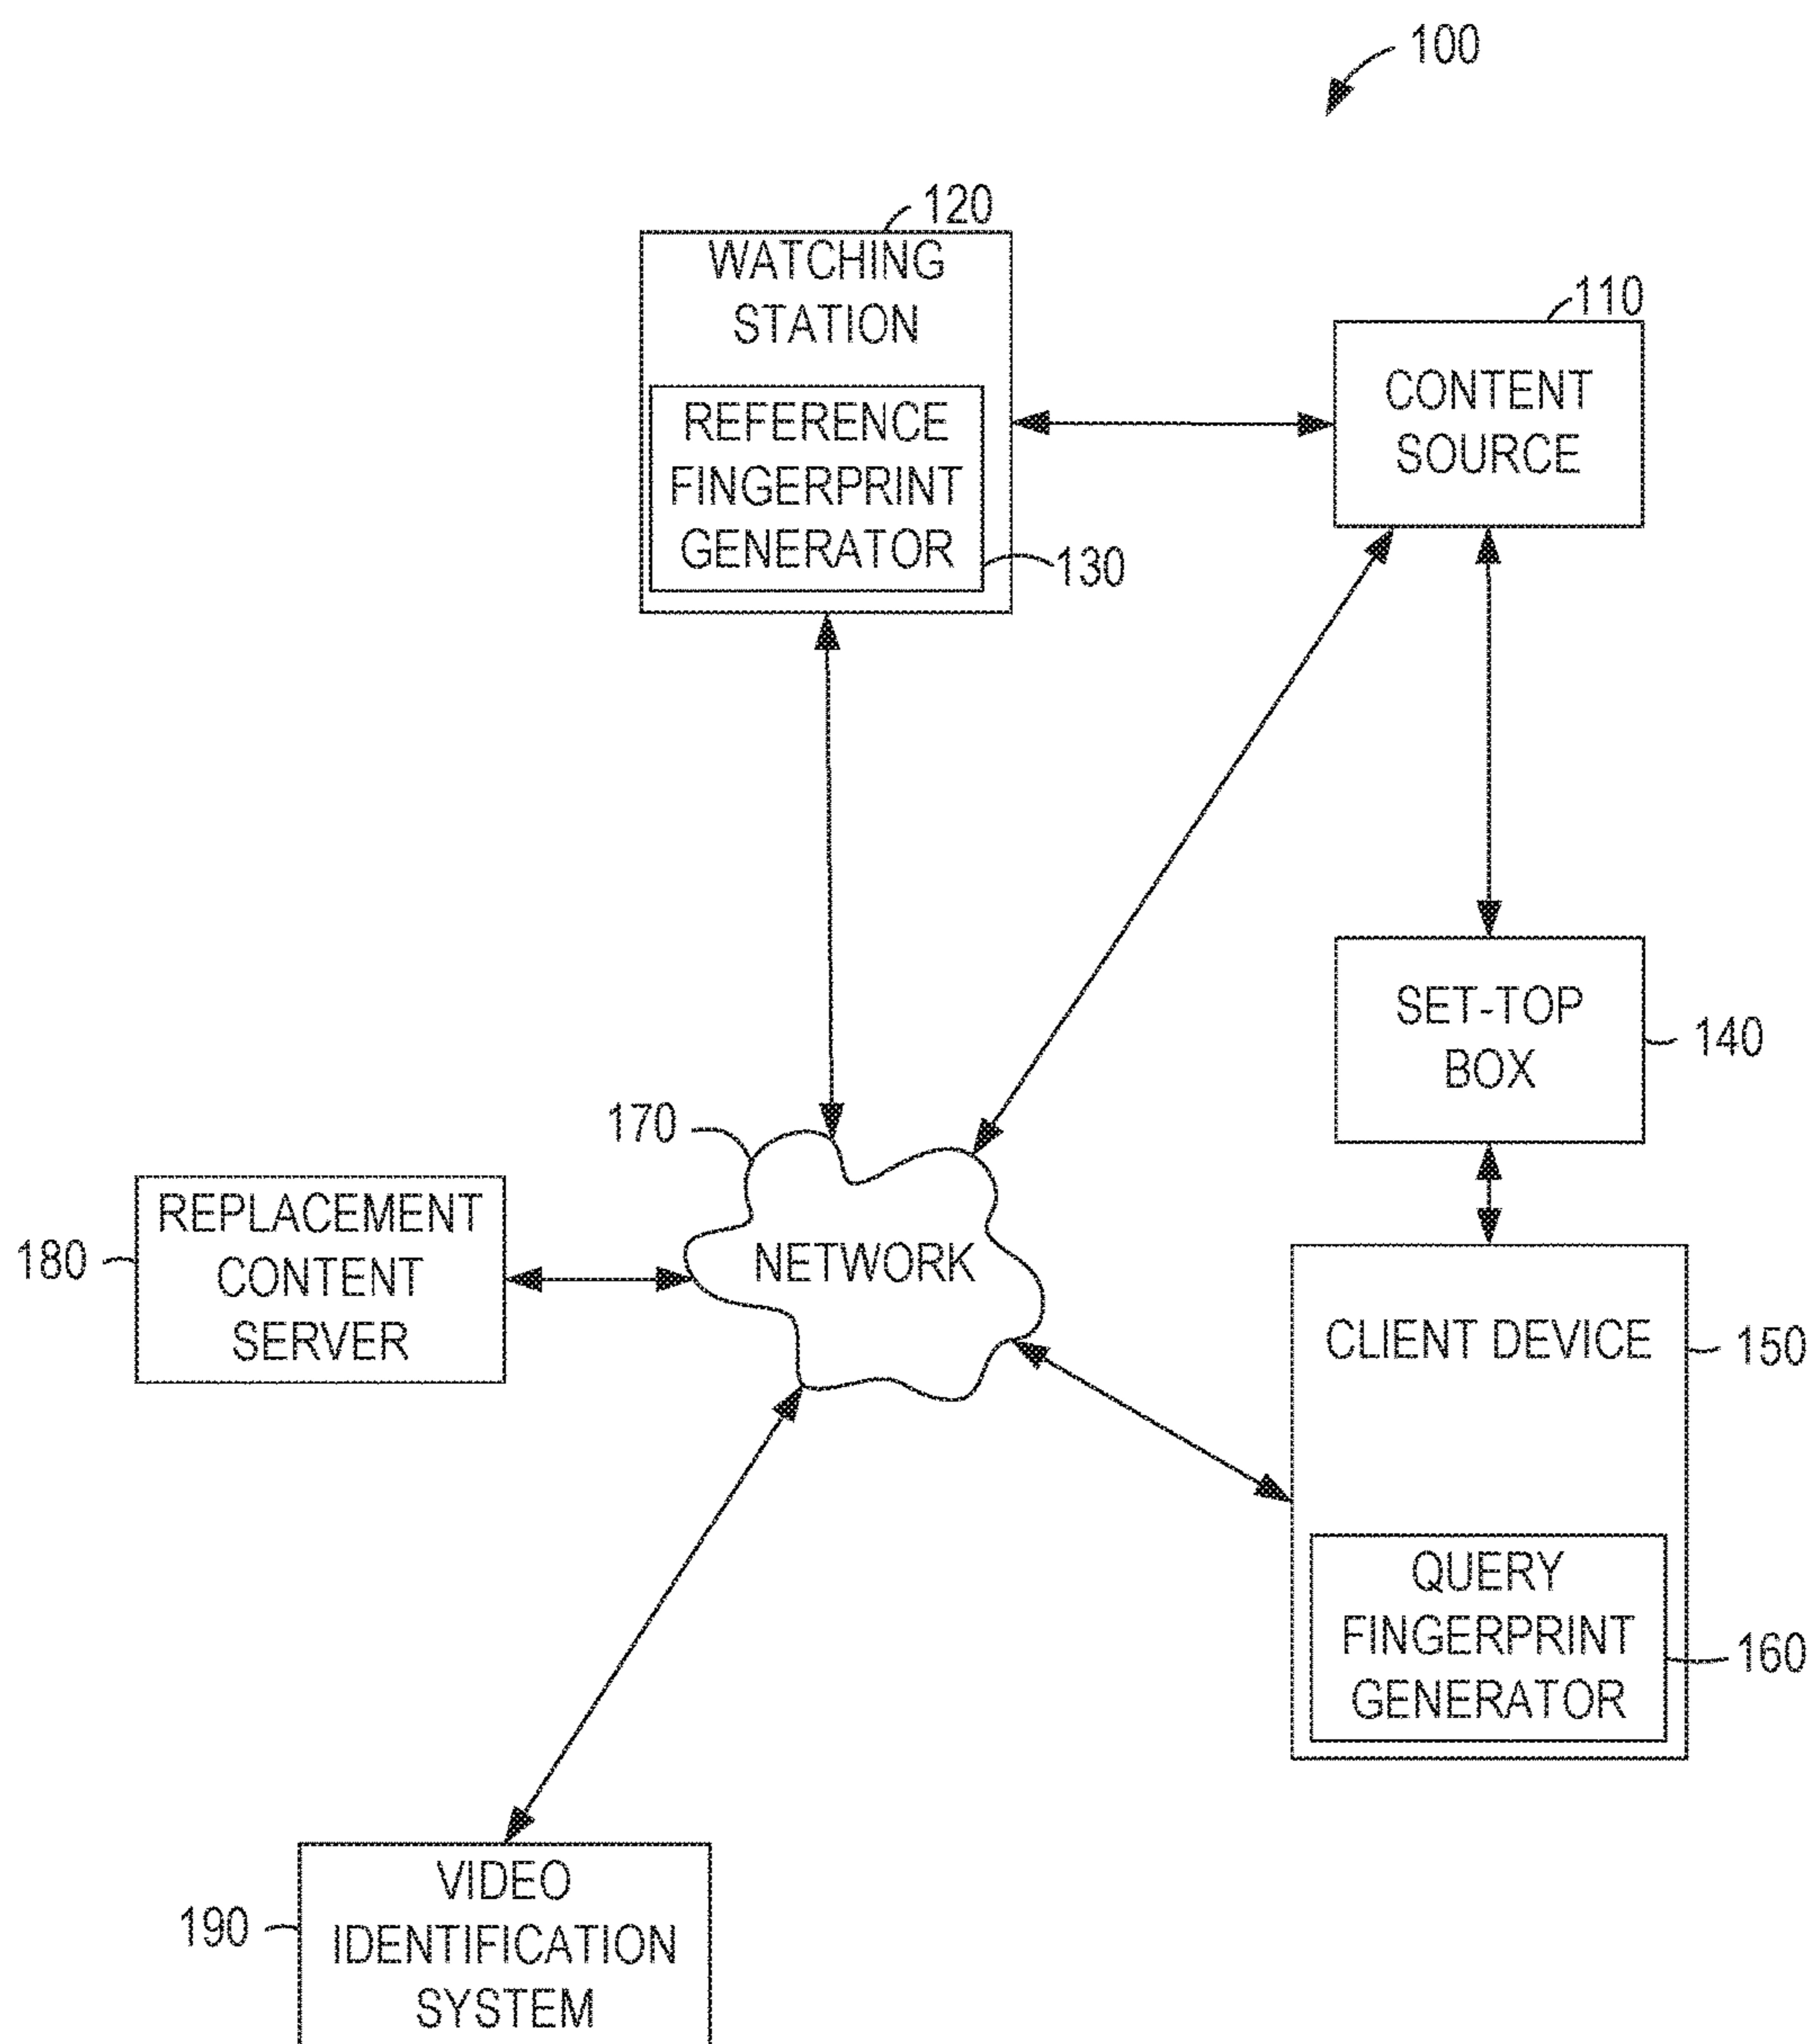 100
120
WATCHING
STATION
REFERENCE
FINGERPRINT
GENERATOR
130
110
CONTENT
SOURCE
SET-TOP
BOX
140
170
NETWORK
180
REPLACEMENT
CONTENT
SERVER
CLIENT DEVICE
150
QUERY
FINGERPRINT
GENERATOR
160
190
VIDEO
IDENTIFICATION
SYSTEM